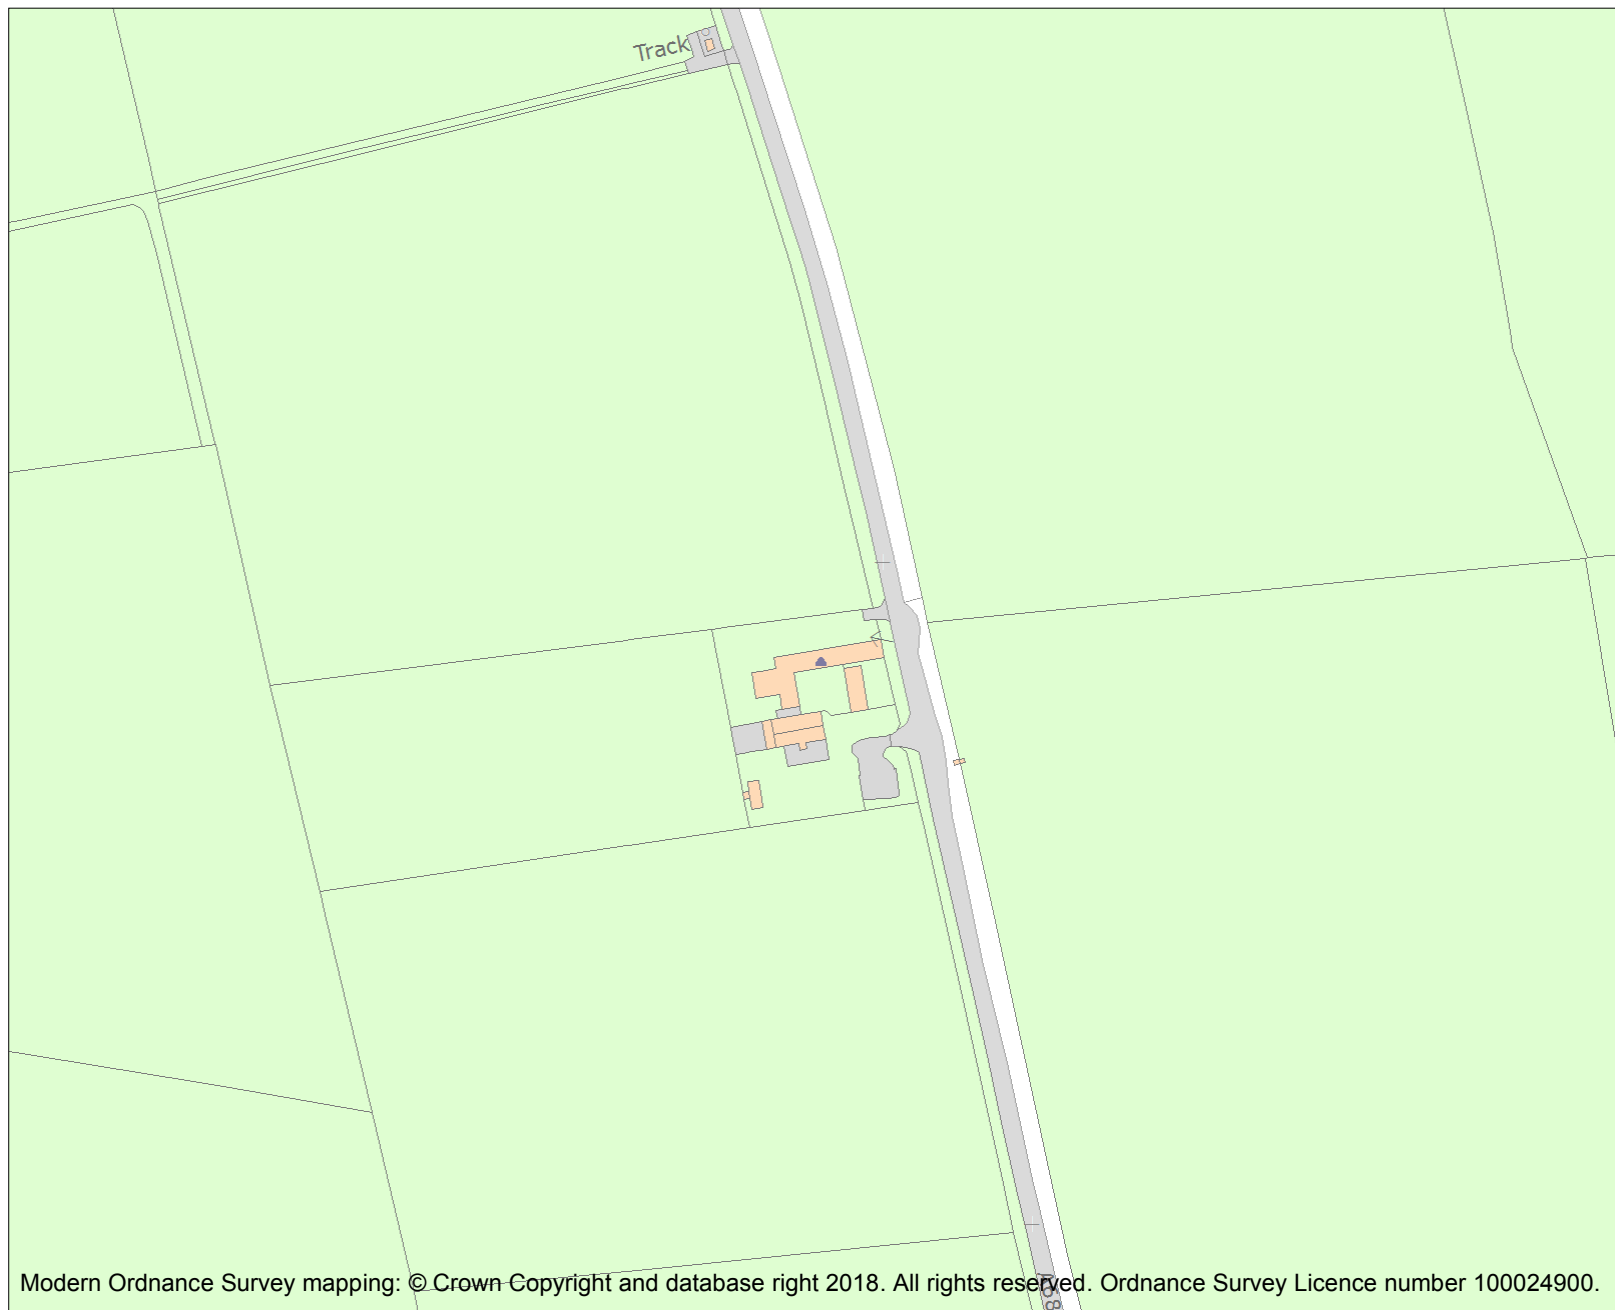 Track
Modern Ordnance Survey mapping: © Crown Copyright and database right 2018. All rights reserved. Ordnance Survey Licence number 100024900.